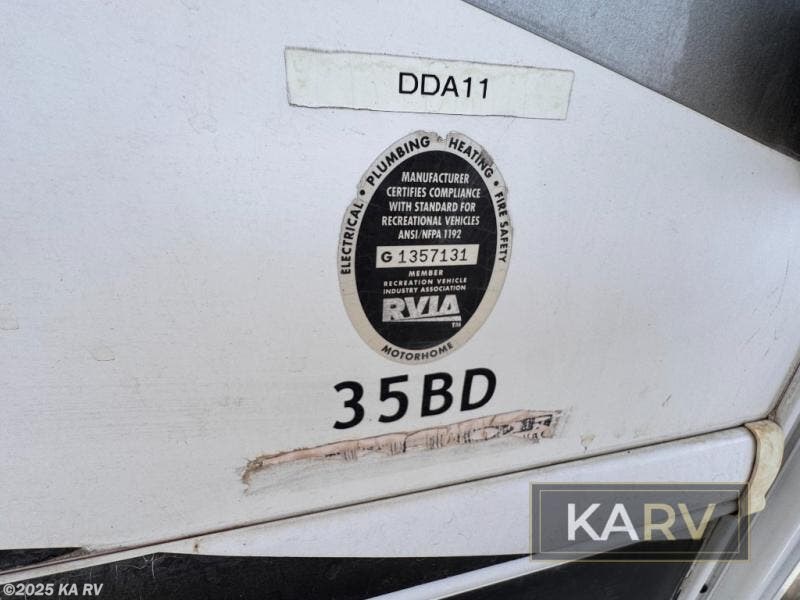 DDA11
ELECTRICAL • PLUMBING • HEATING • FIRE SAFETY
MANUFACTURER
CERTIFIES COMPLIANCE
WITH STANDARD FOR
RECREATIONAL VEHICLES
ANSI/NFPA 1192
G 1357131
MEMBER
RECREATION VEHICLE
INDUSTRY ASSOCIATION
RVIA
TM
MOTORHOME
35BD
KARV
©2025 KA RV